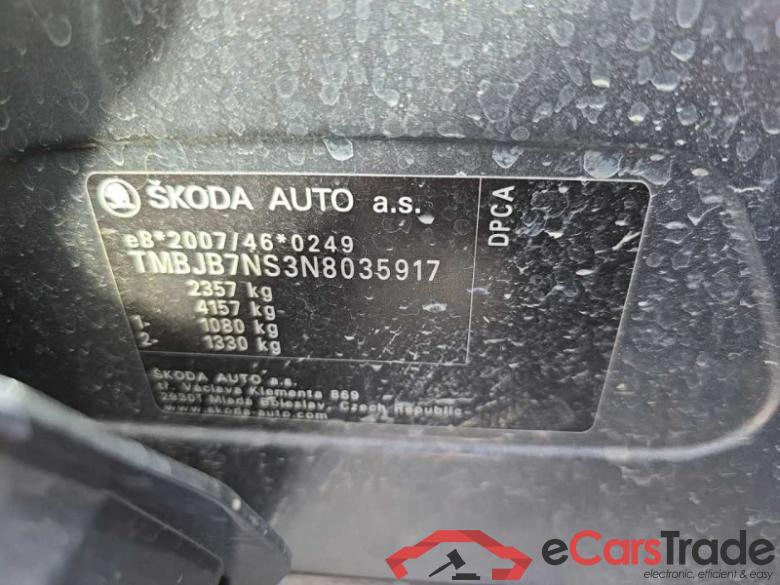 ŠKODA AUTO a.s.
DPCA
e8*2007/46*0249
TMBJB7NS3N8035917
2357 kg
4157 kg
1- 1080 kg
2- 1330 kg
ŠKODA AUTO a.s.
tř. Václava Klementa 869
29301 Mladá Boleslav, Czech Republic
www.skoda-auto.com
eCarsTrade
electronic, efficient & easy